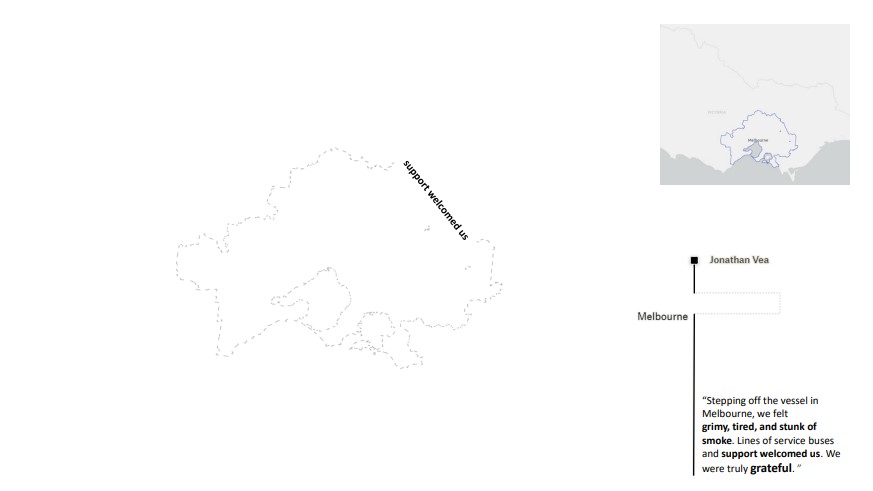 support welcomed us
VICTORIA
Melbourne
Jonathan Vea
Melbourne
“Stepping off the vessel in
Melbourne, we felt
grimy, tired, and stunk of
smoke. Lines of service buses
and support welcomed us. We
were truly grateful. ”